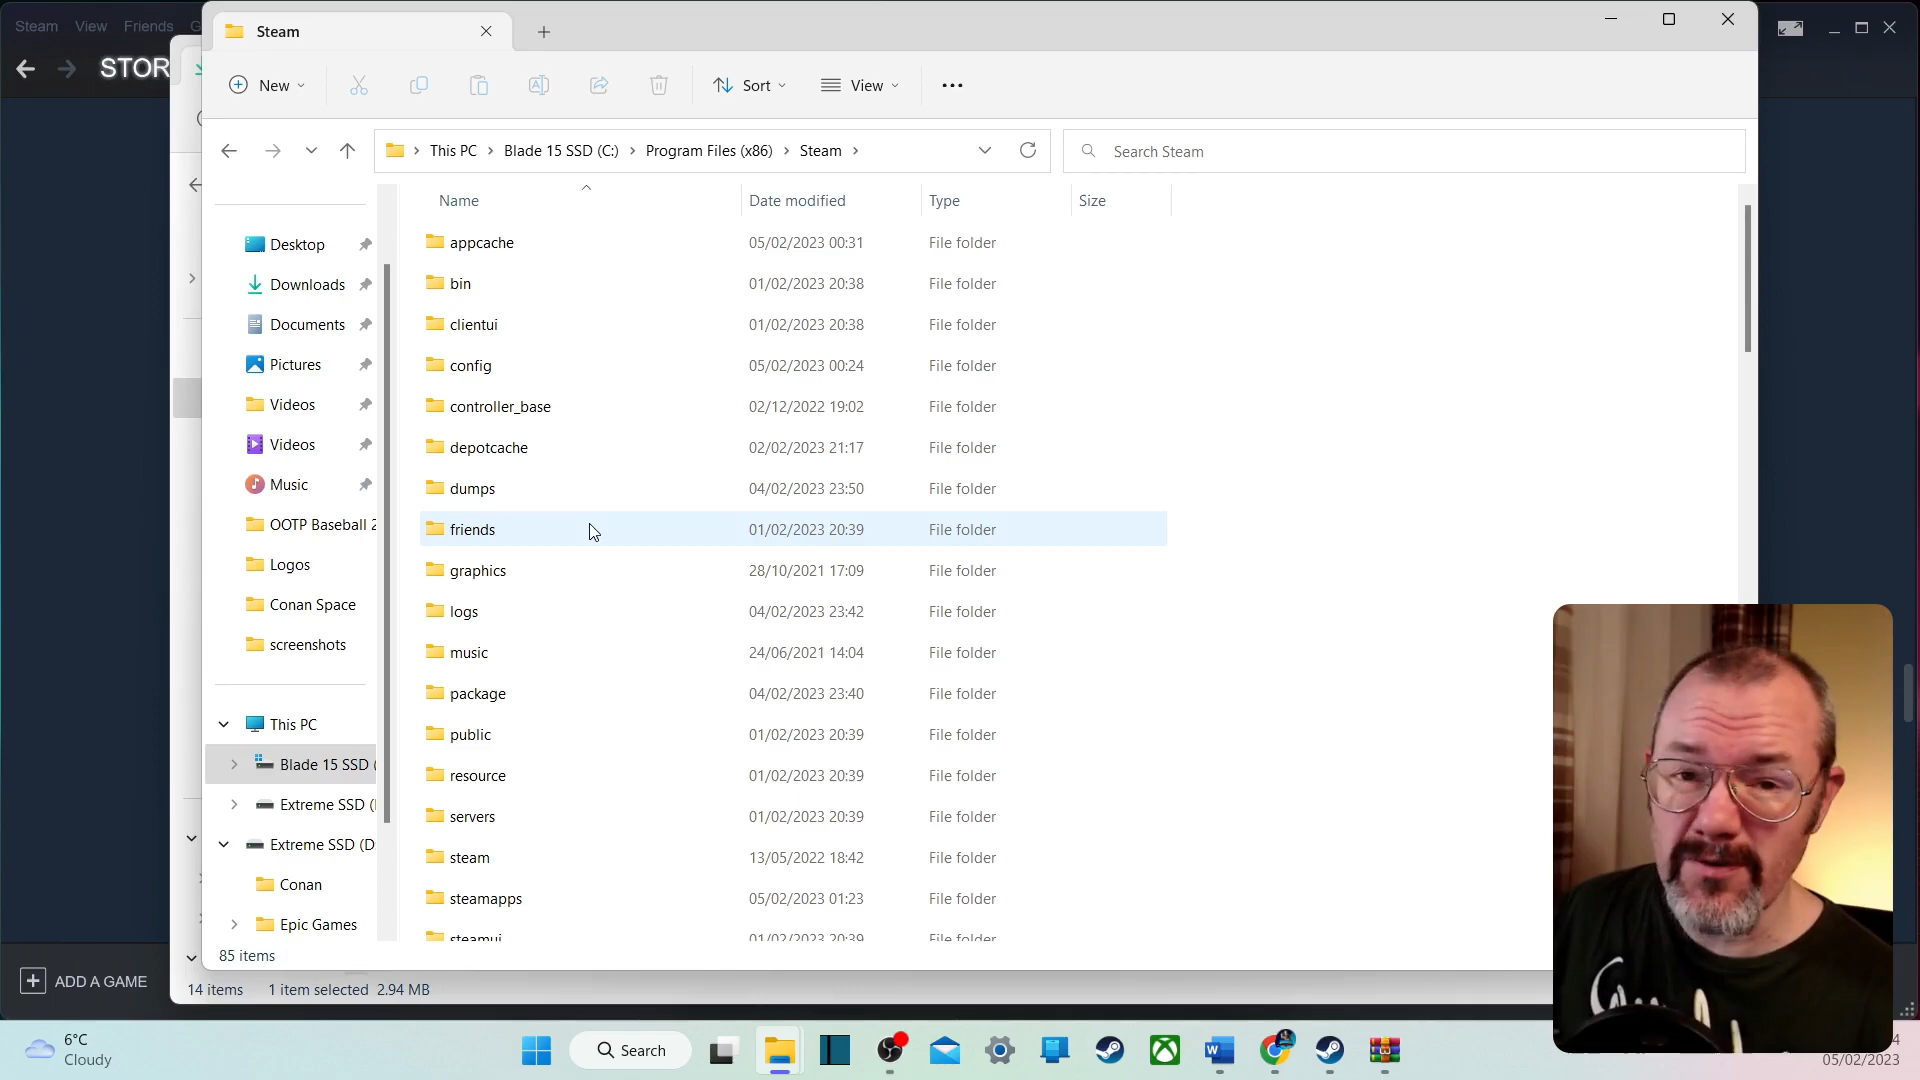 Steam View Friends G
STOR
Steam
New
Sort
View
This PC
Blade 15 SSD (C:)
Program Files (x86)
Steam
Search Steam
Name
Date modified
Type
Size
Desktop
Downloads
Documents
Pictures
Videos
Videos
Music
OOTP Baseball 2
Logos
Conan Space
screenshots
This PC
Blade 15 SSD (
Extreme SSD (
Extreme SSD (D
Conan
Epic Games
appcache 05/02/2023 00:31 File folder
bin 01/02/2023 20:38 File folder
clientui 01/02/2023 20:38 File folder
config 05/02/2023 00:24 File folder
controller_base 02/12/2022 19:02 File folder
depotcache 02/02/2023 21:17 File folder
dumps 04/02/2023 23:50 File folder
friends 01/02/2023 20:39 File folder
graphics 28/10/2021 17:09 File folder
logs 04/02/2023 23:42 File folder
music 24/06/2021 14:04 File folder
package 04/02/2023 23:40 File folder
public 01/02/2023 20:39 File folder
resource 01/02/2023 20:39 File folder
servers 01/02/2023 20:39 File folder
steam 13/05/2022 18:42 File folder
steamapps 05/02/2023 01:23 File folder
steamui 01/02/2023 20:39 File folder
85 items
14 items 1 item selected 2.94 MB
ADD A GAME
6°C
Cloudy
Search
4
05/02/2023